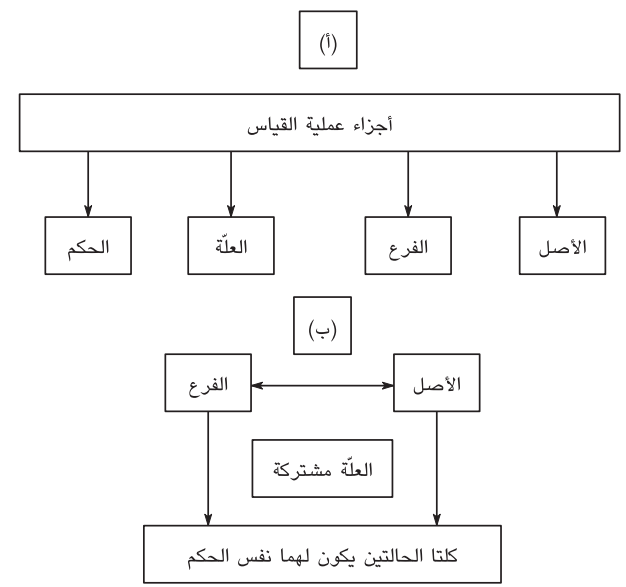 (أ)
أجزاء عملية القياس
الأصل
الفرع
العلّة
الحكم
(ب)
الأصل
الفرع
العلّة مشتركة
كلتا الحالتين يكون لهما نفس الحكم